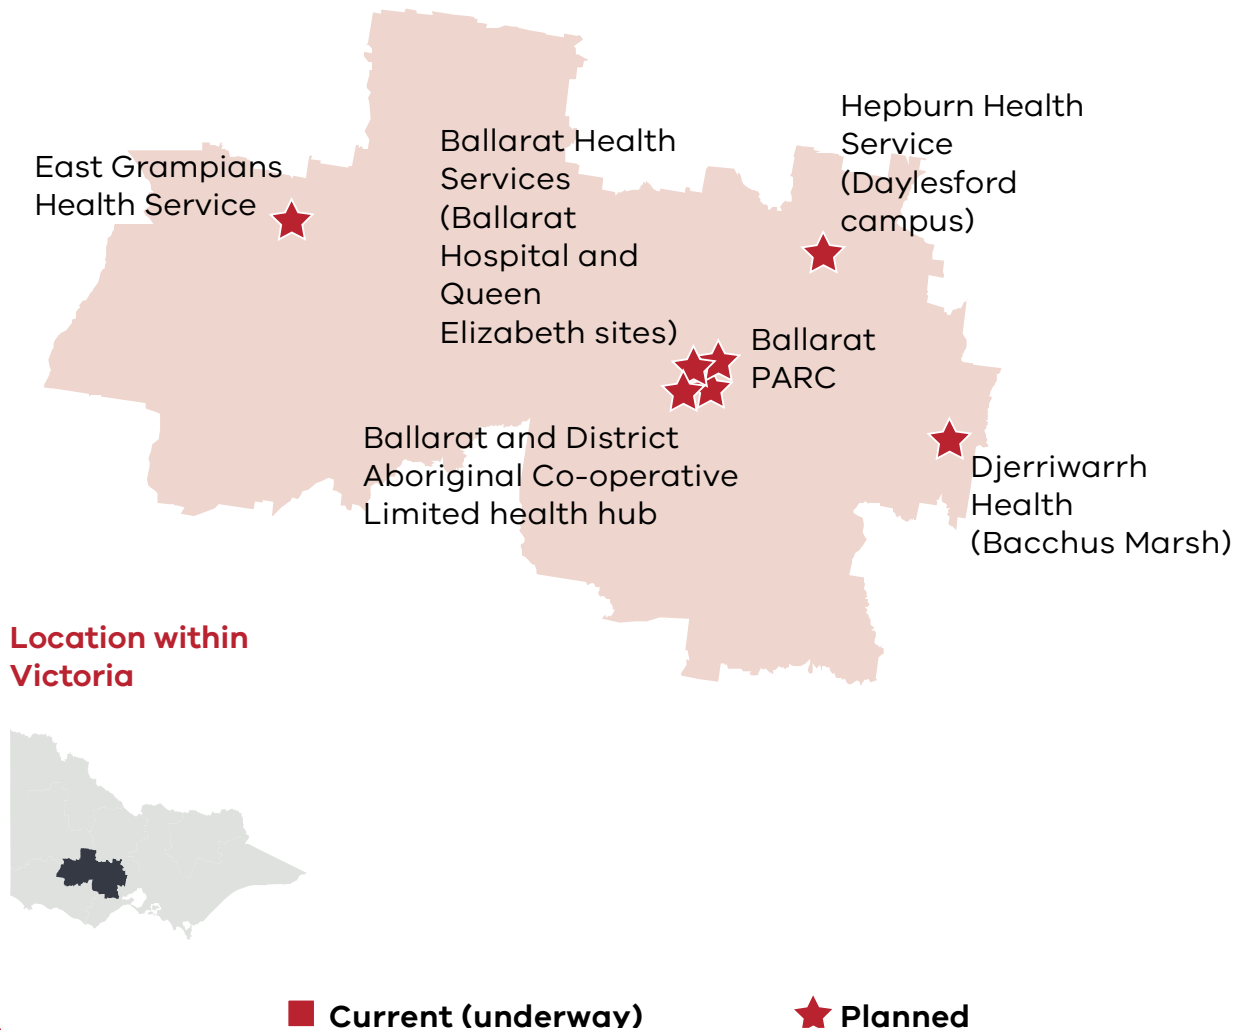 East Grampians
Health Service
Ballarat Health
Services
(Ballarat
Hospital and
Queen
Elizabeth sites)
Hepburn Health
Service
(Daylesford
campus)
Ballarat
PARC
Ballarat and District
Aboriginal Co-operative
Limited health hub
Djerriwarrh
Health
(Bacchus Marsh)
Location within
Victoria
Current (underway)
Planned